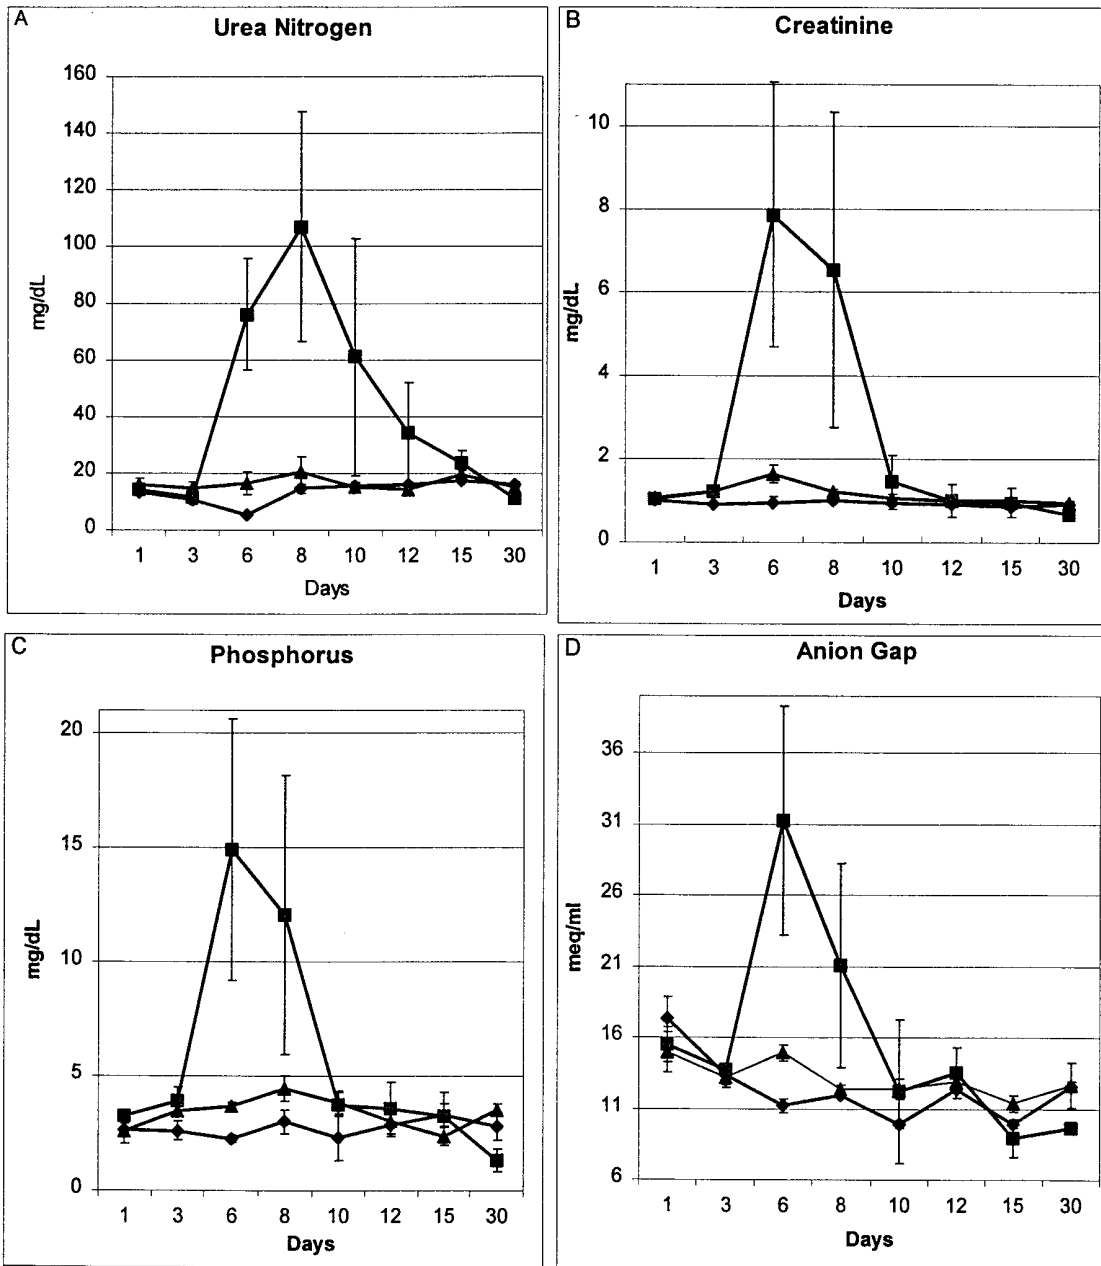 A
Urea Nitrogen
160
140
120
100
80
60
40
20
0
mg/dL
1 3 6 8 10 12 15 30
Days
B
Creatinine
10
8
6
4
2
0
mg/dL
1 3 6 8 10 12 15 30
Days
C
Phosphorus
20
15
10
5
0
mg/dL
1 3 6 8 10 12 15 30
Days
D
Anion Gap
36
31
26
21
16
11
6
meq/ml
1 3 6 8 10 12 15 30
Days